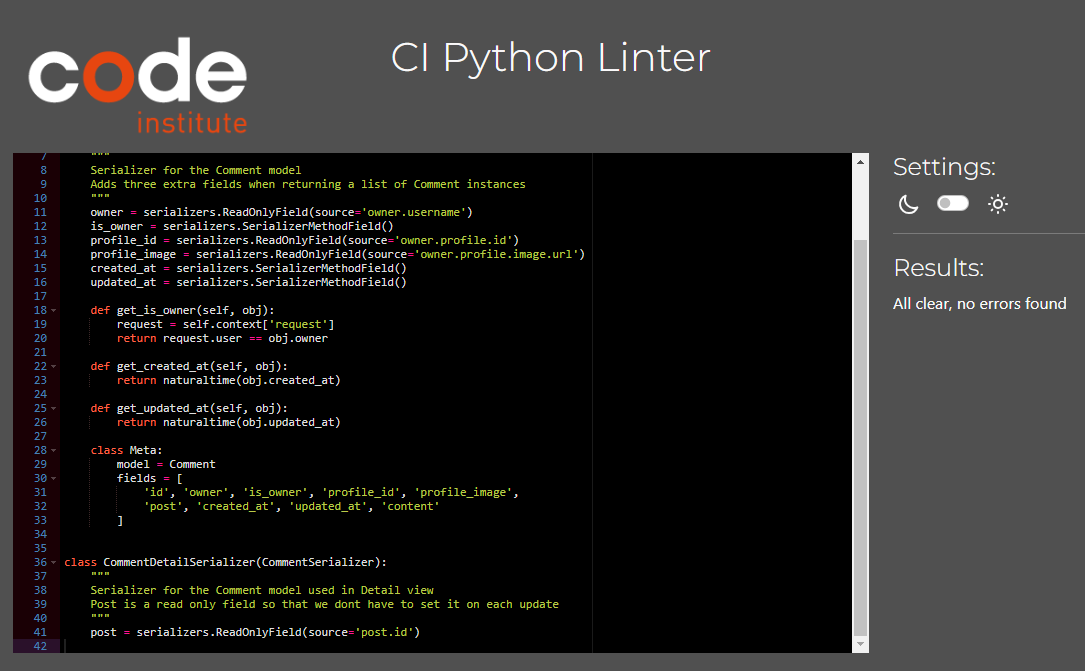 code
institute
CI Python Linter
7 """
8 Serializer for the Comment model
9 Adds three extra fields when returning a list of Comment instances
10 """
11 owner = serializers.ReadOnlyField(source='owner.username')
12 is_owner = serializers.SerializerMethodField()
13 profile_id = serializers.ReadOnlyField(source='owner.profile.id')
14 profile_image = serializers.ReadOnlyField(source='owner.profile.image.url')
15 created_at = serializers.SerializerMethodField()
16 updated_at = serializers.SerializerMethodField()
17
18 def get_is_owner(self, obj):
19 request = self.context['request']
20 return request.user == obj.owner
21
22 def get_created_at(self, obj):
23 return naturaltime(obj.created_at)
24
25 def get_updated_at(self, obj):
26 return naturaltime(obj.updated_at)
27
28 class Meta:
29 model = Comment
30 fields = [
31 'id', 'owner', 'is_owner', 'profile_id', 'profile_image',
32 'post', 'created_at', 'updated_at', 'content'
33 ]
34
35
36 class CommentDetailSerializer(CommentSerializer):
37 """
38 Serializer for the Comment model used in Detail view
39 Post is a read only field so that we dont have to set it on each update
40 """
41 post = serializers.ReadOnlyField(source='post.id')
42
Settings:
Results:
All clear, no errors found